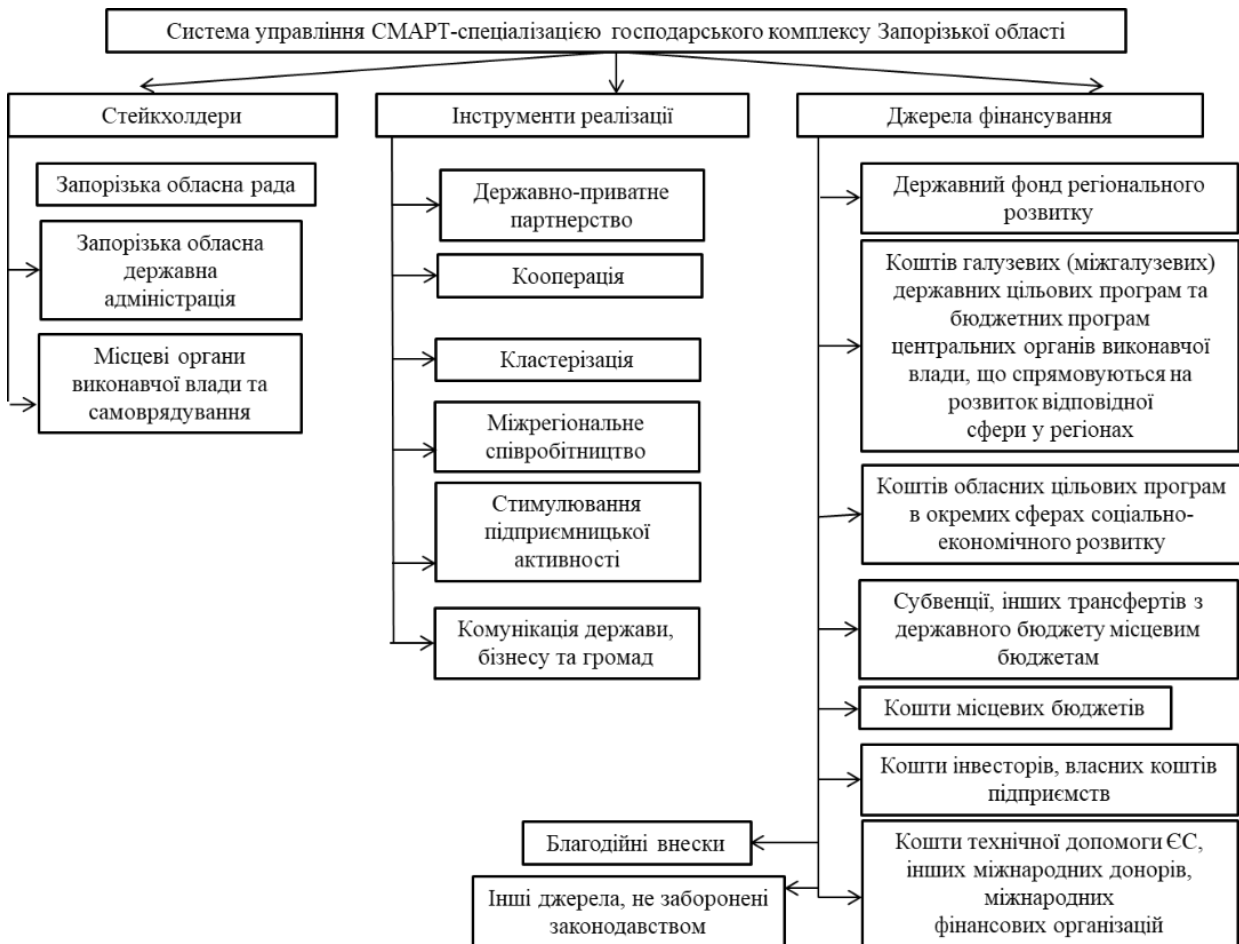 Система управління СМАРТ-спеціалізацією господарського комплексу Запорізької області
Стейкхолдери
Запорізька обласна рада
Запорізька обласна
державна
адміністрація
Місцеві органи
виконавчої влади та
самоврядування
Інструменти реалізації
Державно-приватне
партнерство
Кооперація
Кластерізація
Міжрегіональне
співробітництво
Стимулювання
підприємницької
активності
Комунікація держави,
бізнесу та громад
Джерела фінансування
Державний фонд регіонального
розвитку
Коштів галузевих (міжгалузевих)
державних цільових програм та
бюджетних програм
центральних органів виконавчої
влади, що спрямовуються на
розвиток відповідної
сфери у регіонах
Коштів обласних цільових програм
в окремих сферах соціально-
економічного розвитку
Субвенції, інших трансфертів з
державного бюджету місцевим
бюджетам
Кошти місцевих бюджетів
Кошти інвесторів, власних коштів
підприємств
Кошти технічної допомоги ЄС,
інших міжнародних донорів,
міжнародних
фінансових організацій
Благодійні внески
Інші джерела, не заборонені
законодавством